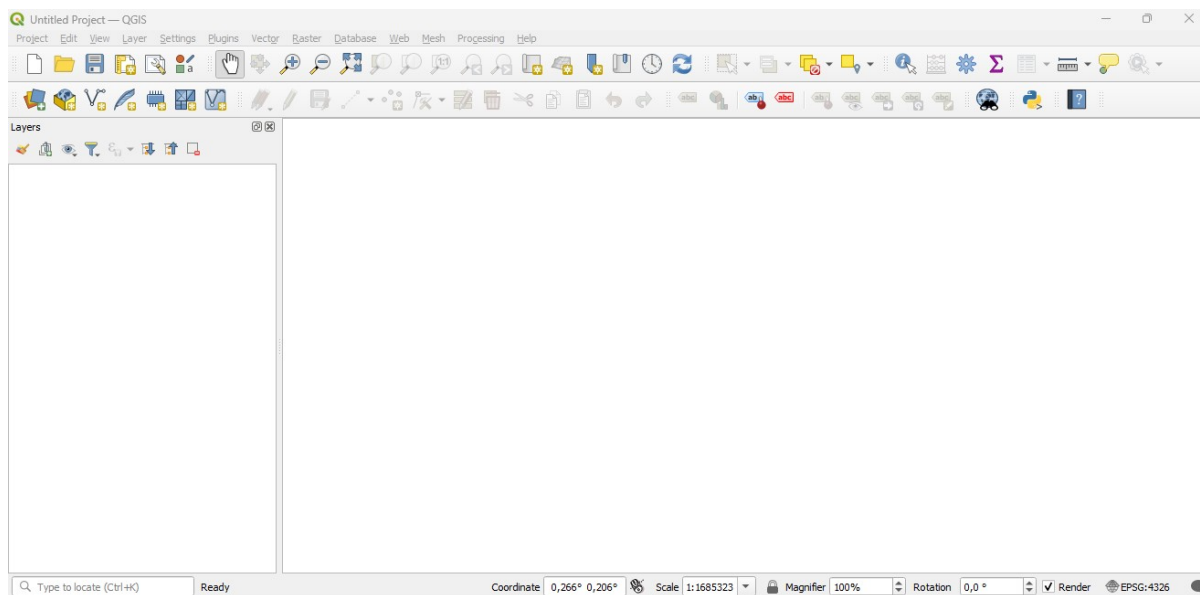 Untitled Project — QGIS
Project Edit View Layer Settings Plugins Vector Raster Database Web Mesh Processing Help
Layers
Type to locate (Ctrl+K) Ready Coordinate 0,266° 0,206° Scale 1:1685323 Magnifier 100% Rotation 0,0 ° Render EPSG:4326